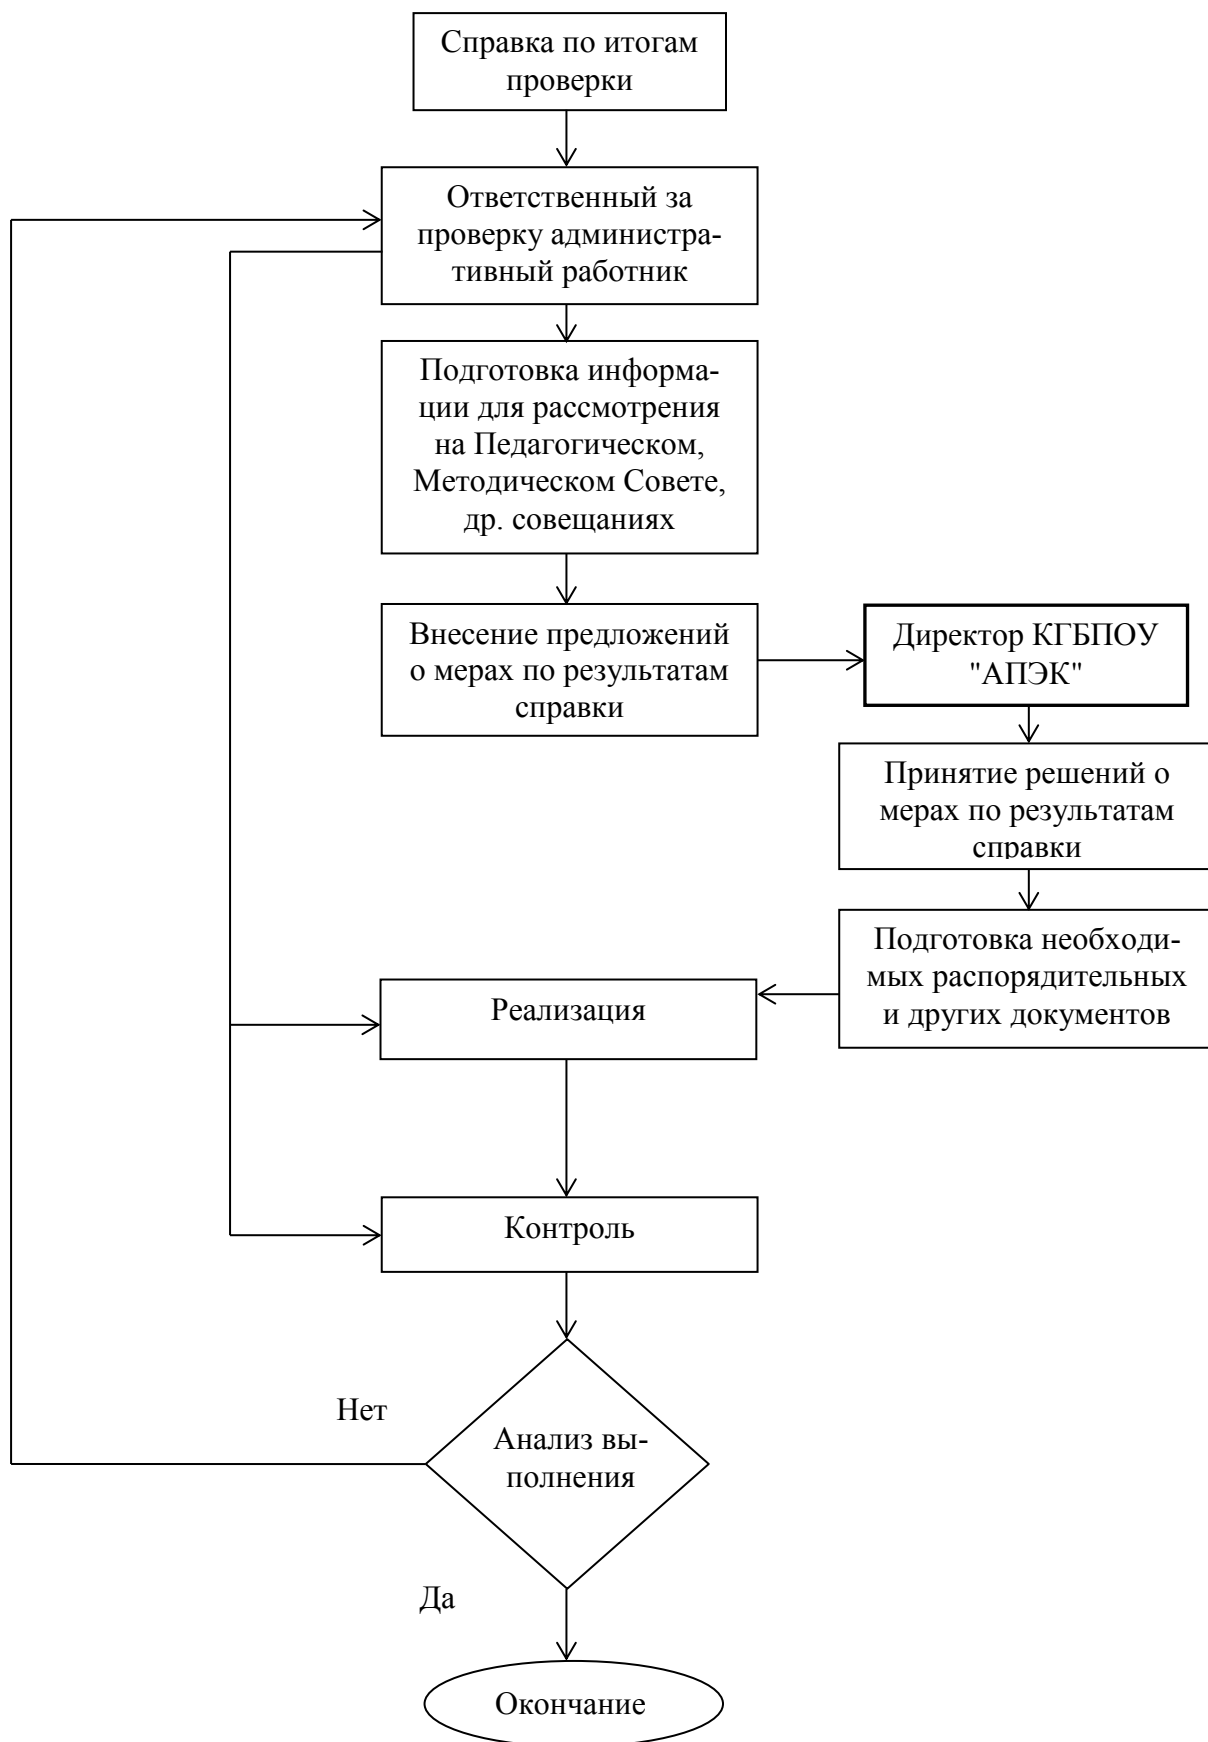 Справка по итогам
проверки
Ответственный за
проверку администра-
тивный работник
Подготовка информа-
ции для рассмотрения
на Педагогическом,
Методическом Совете,
др. совещаниях
Внесение предложений
о мерах по результатам
справки
Директор КГБПОУ
"АПЭК"
Принятие решений о
мерах по результатам
справки
Подготовка необходи-
мых распорядительных
и других документов
Реализация
Контроль
Нет
Анализ вы-
полнения
Да
Окончание